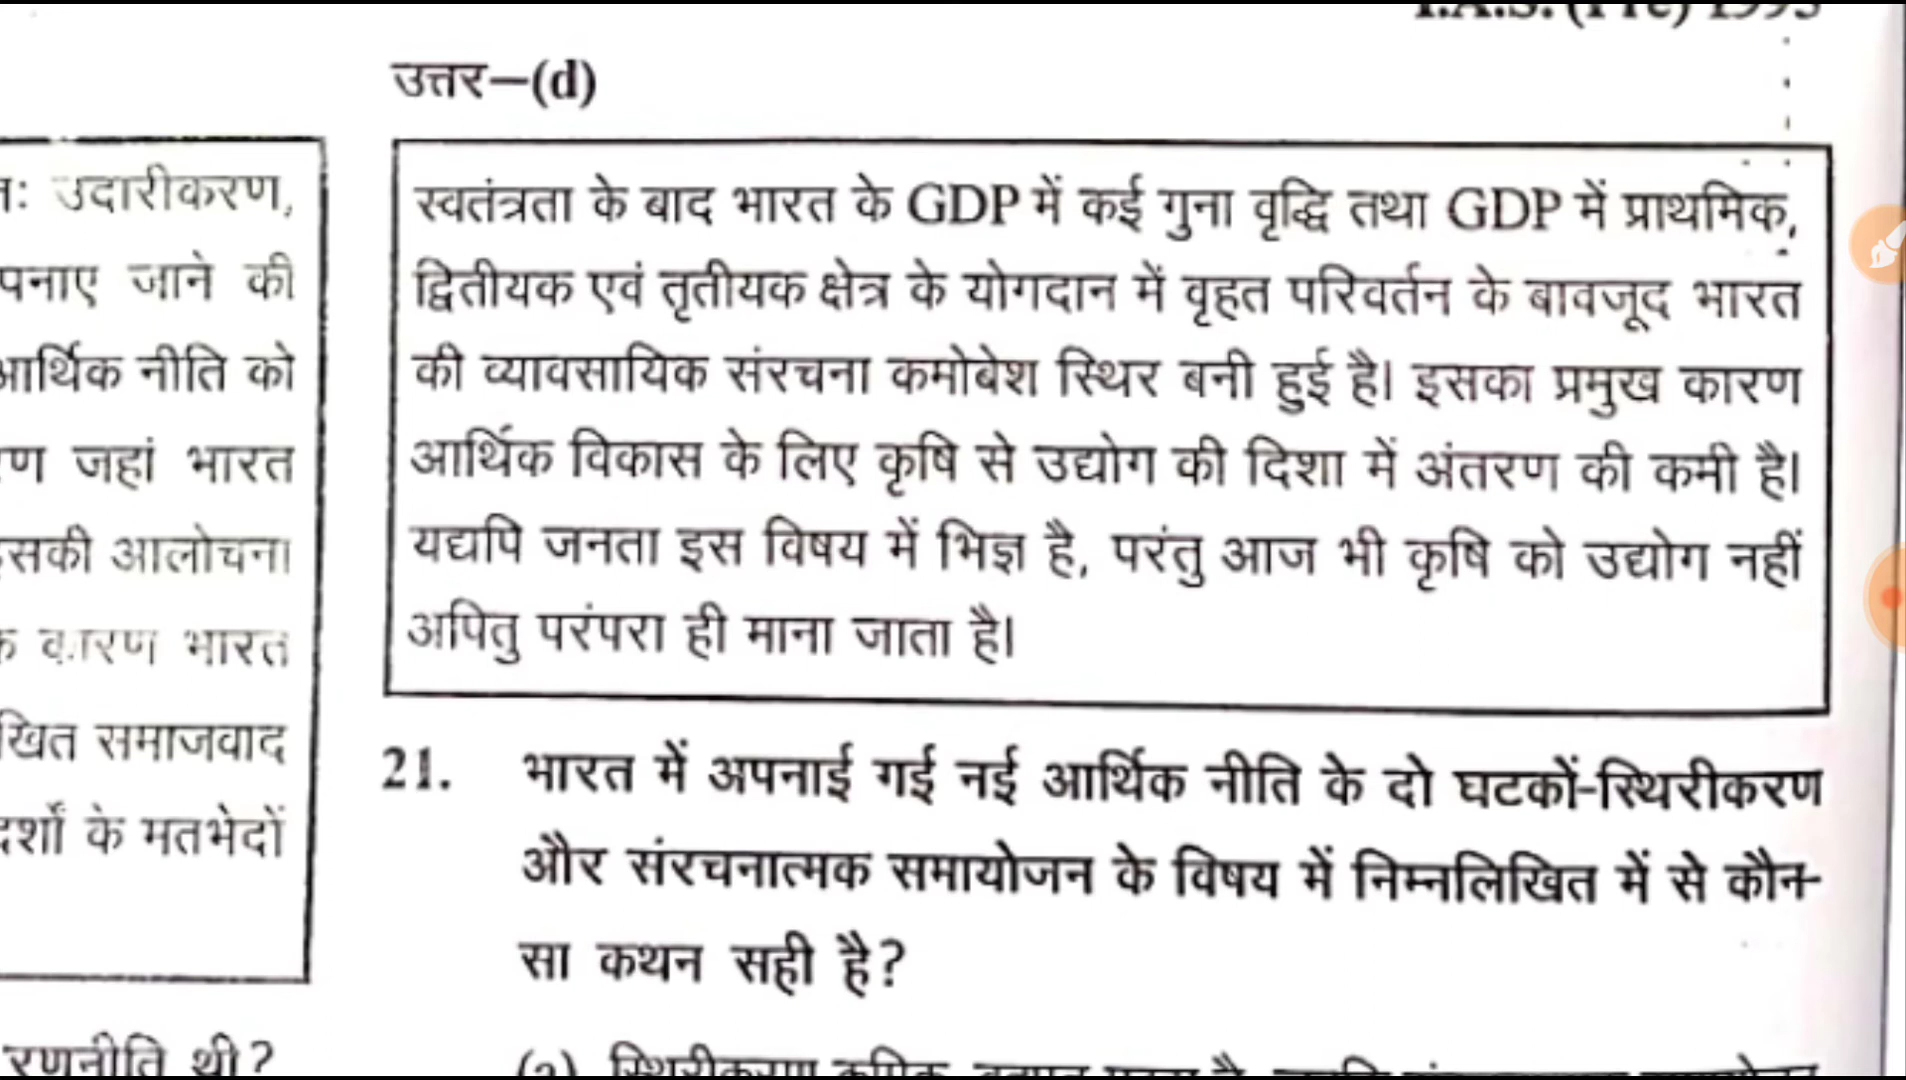 उत्तर–(d)
तः उदारीकरण,
पनाए जाने की
आर्थिक नीति को
रण जहां भारत
इसकी आलोचना
के कारण भारत
खित समाजवाद
दर्शों के मतभेदों
रणनीति थी?
स्वतंत्रता के बाद भारत के GDP में कई गुना वृद्धि तथा GDP में प्राथमिक,
द्वितीयक एवं तृतीयक क्षेत्र के योगदान में वृहत परिवर्तन के बावजूद भारत
की व्यावसायिक संरचना कमोबेश स्थिर बनी हुई है। इसका प्रमुख कारण
आर्थिक विकास के लिए कृषि से उद्योग की दिशा में अंतरण की कमी है।
यद्यपि जनता इस विषय में भिज्ञ है, परंतु आज भी कृषि को उद्योग नहीं
अपितु परंपरा ही माना जाता है।
21. भारत में अपनाई गई नई आर्थिक नीति के दो घटकों-स्थिरीकरण
और संरचनात्मक समायोजन के विषय में निम्नलिखित में से कौन-
सा कथन सही है?